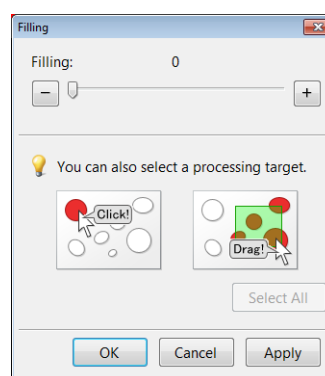 Filling
Filling: 0
− +
You can also select a processing target.
Click!
Drag!
Select All
OK Cancel Apply